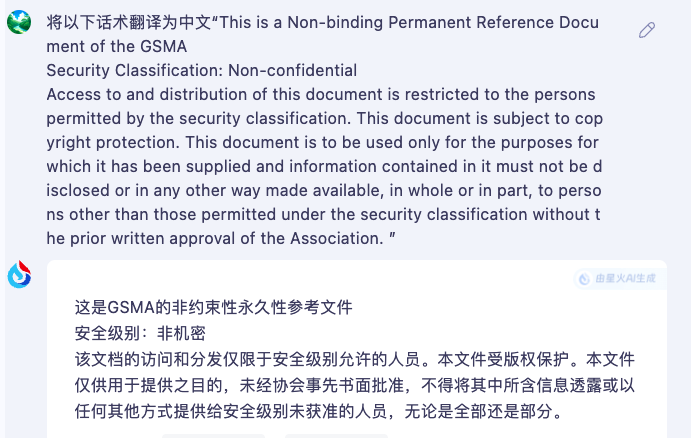 将以下话术翻译为中文“This is a Non-binding Permanent Reference Docu
ment of the GSMA
Security Classification: Non-confidential
Access to and distribution of this document is restricted to the persons
permitted by the security classification. This document is subject to cop
yright protection. This document is to be used only for the purposes for
which it has been supplied and information contained in it must not be d
isclosed or in any other way made available, in whole or in part, to perso
ns other than those permitted under the security classification without t
he prior written approval of the Association. ”
由星火AI生成
这是GSMA的非约束性永久性参考文件
安全级别：非机密
该文档的访问和分发仅限于安全级别允许的人员。本文件受版权保护。本文件
仅供用于提供之目的，未经协会事先书面批准，不得将其中所含信息透露或以
任何其他方式提供给安全级别未获准的人员，无论是全部还是部分。